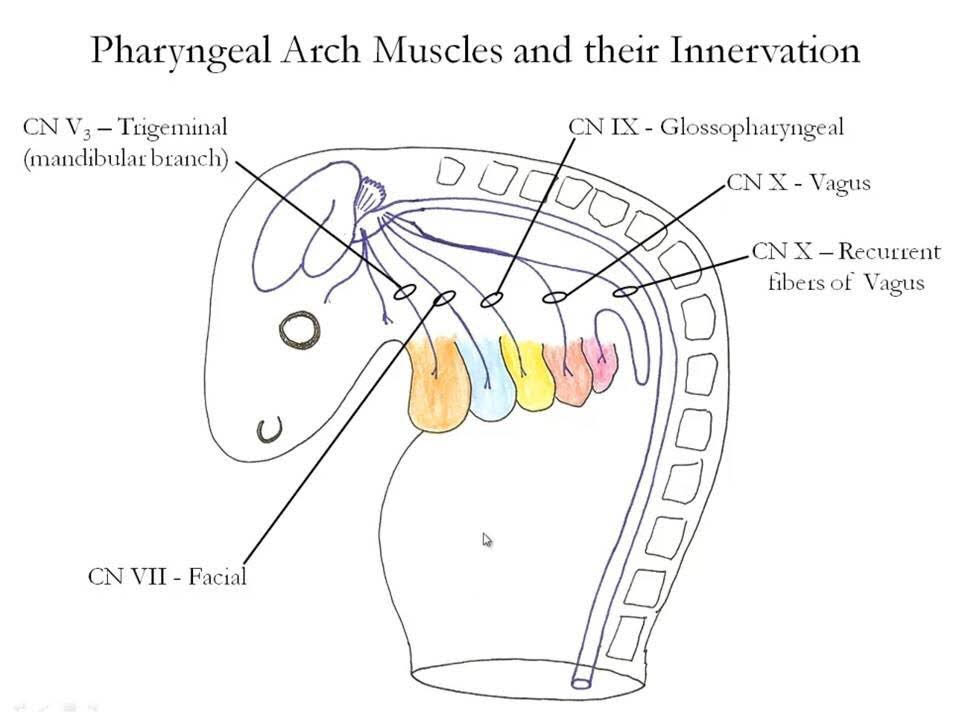 Pharyngeal Arch Muscles and their Innervation
CN V₃ – Trigeminal
(mandibular branch)
CN IX - Glossopharyngeal
CN X - Vagus
CN X – Recurrent
fibers of Vagus
CN VII - Facial